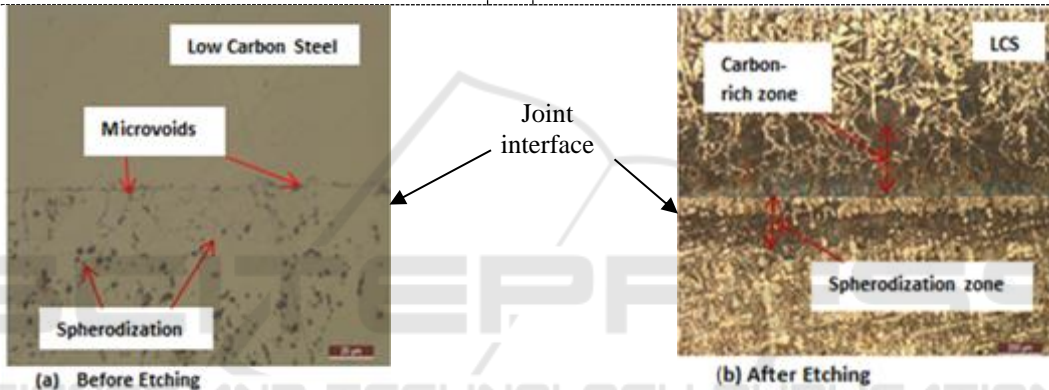 Low Carbon Steel
Microvoids
Spherodization
(a) Before Etching
Joint
interface
LCS
Carbon-
rich zone
Spherodization zone
(b) After Etching